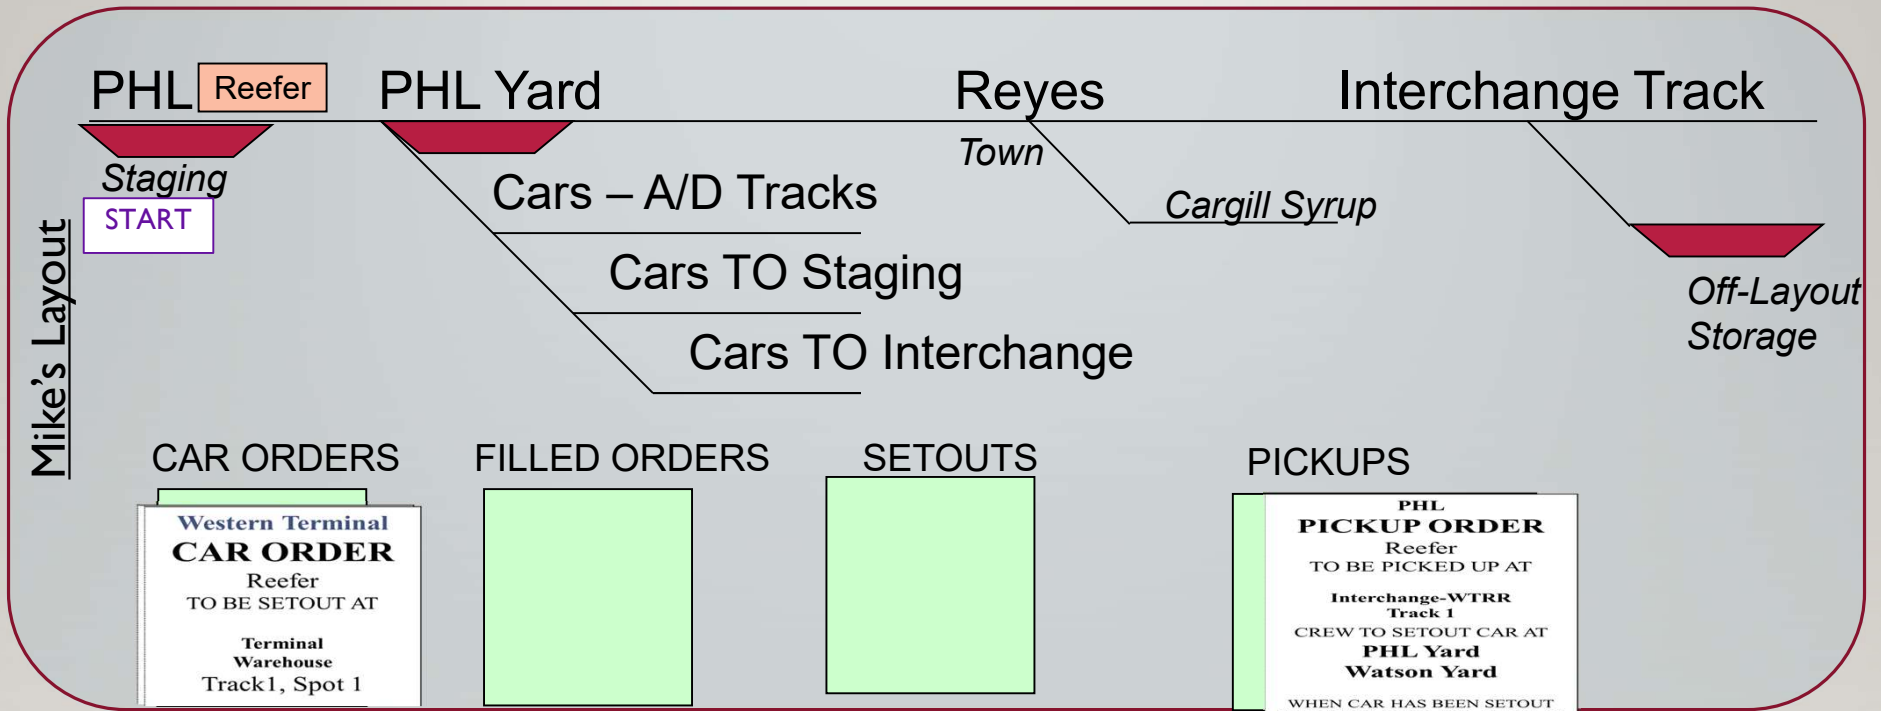 PHL
Reefer
PHL Yard
Reyes
Interchange Track
Town
Staging
START
Cars – A/D Tracks
Cargill Syrup
Cars TO Staging
Off-Layout
Storage
Cars TO Interchange
Mike's Layout
CAR ORDERS
FILLED ORDERS
SETOUTS
PICKUPS
Western Terminal
CAR ORDER
Reefer
TO BE SETOUT AT
Terminal
Warehouse
Track1, Spot 1
PHL
PICKUP ORDER
Reefer
TO BE PICKED UP AT
Interchange-WTRR
Track 1
CREW TO SETOUT CAR AT
PHL Yard
Watson Yard
WHEN CAR HAS BEEN SETOUT